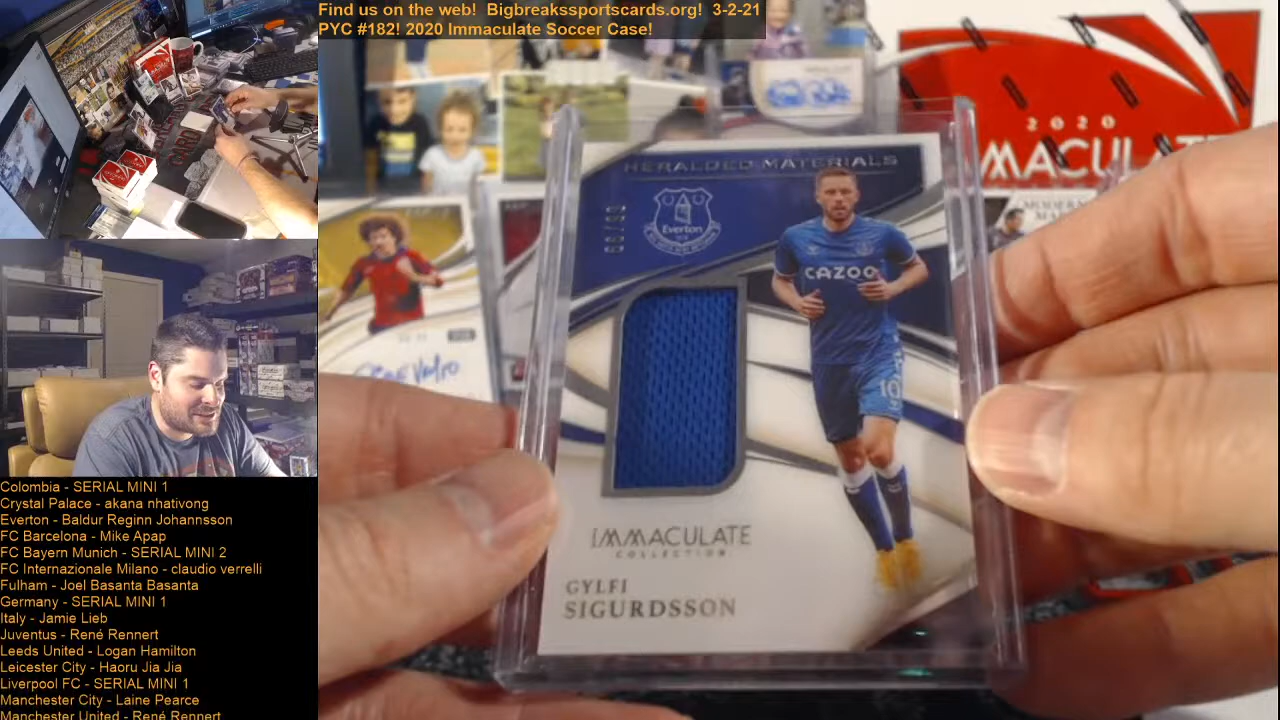 Find us on the web!  Bigbreakssportscards.org!  3-2-21
PYC #182! 2020 Immaculate Soccer Case!
2020
HERALDED MATERIALS
Everton
CAZOO
10
IMMACULATE
COLLECTION
GYLFI
SIGURDSSON
Colombia - SERIAL MINI 1
Crystal Palace - akana nhativong
Everton - Baldur Reginn Johannsson
FC Barcelona - Mike Apap
FC Bayern Munich - SERIAL MINI 2
FC Internazionale Milano - claudio verrelli
Fulham - Joel Basanta Basanta
Germany - SERIAL MINI 1
Italy - Jamie Lieb
Juventus - René Rennert
Leeds United - Logan Hamilton
Leicester City - Haoru Jia Jia
Liverpool FC - SERIAL MINI 1
Manchester City - Laine Pearce
Manchester United - René Rennert